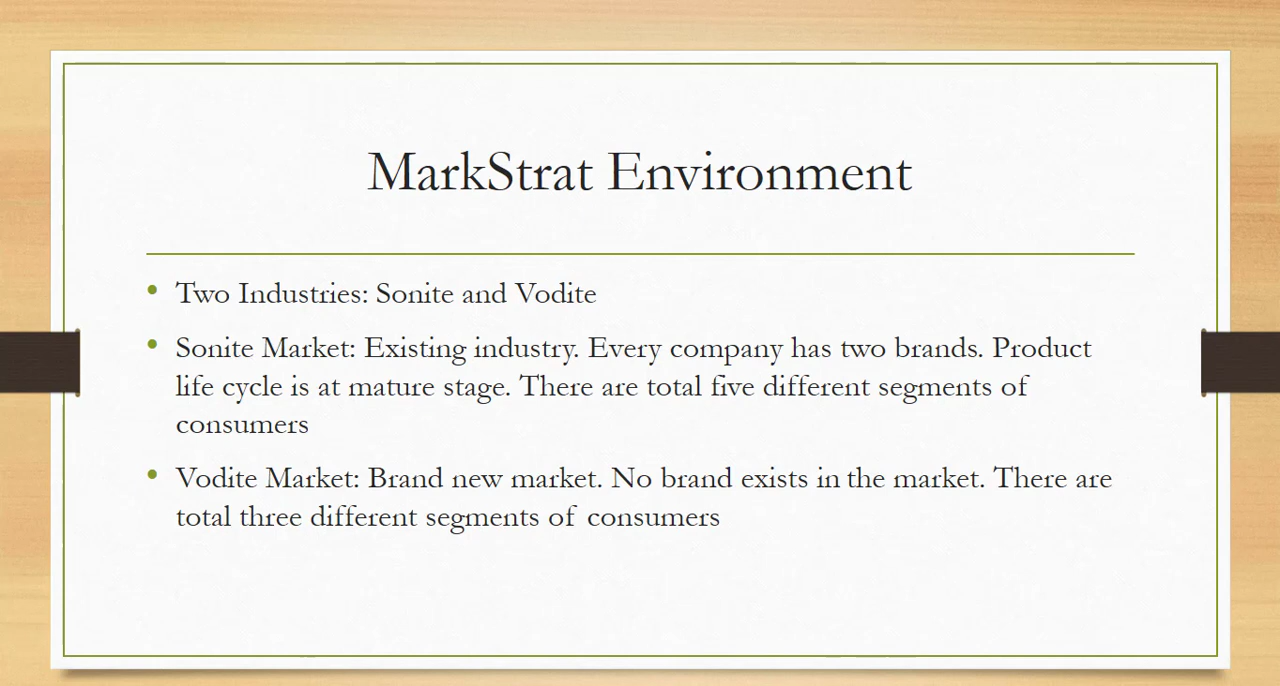 MarkStrat Environment
• Two Industries: Sonite and Vodite
• Sonite Market: Existing industry. Every company has two brands. Product
life cycle is at mature stage. There are total five different segments of
consumers
• Vodite Market: Brand new market. No brand exists in the market. There are
total three different segments of consumers